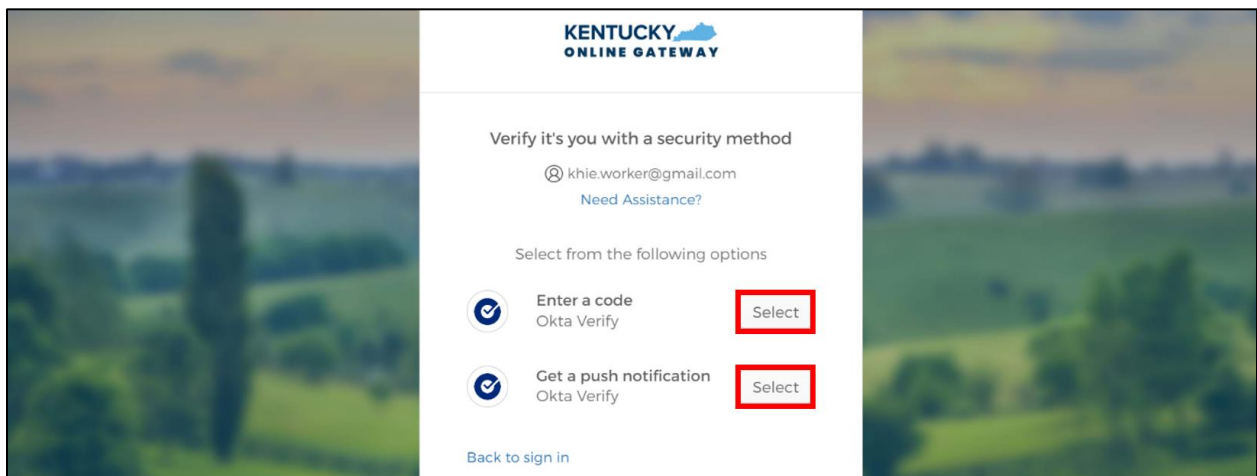 KENTUCKY
ONLINE GATEWAY
Verify it's you with a security method
khie.worker@gmail.com
Need Assistance?
Select from the following options
Enter a code
Okta Verify
Select
Get a push notification
Okta Verify
Select
Back to sign in